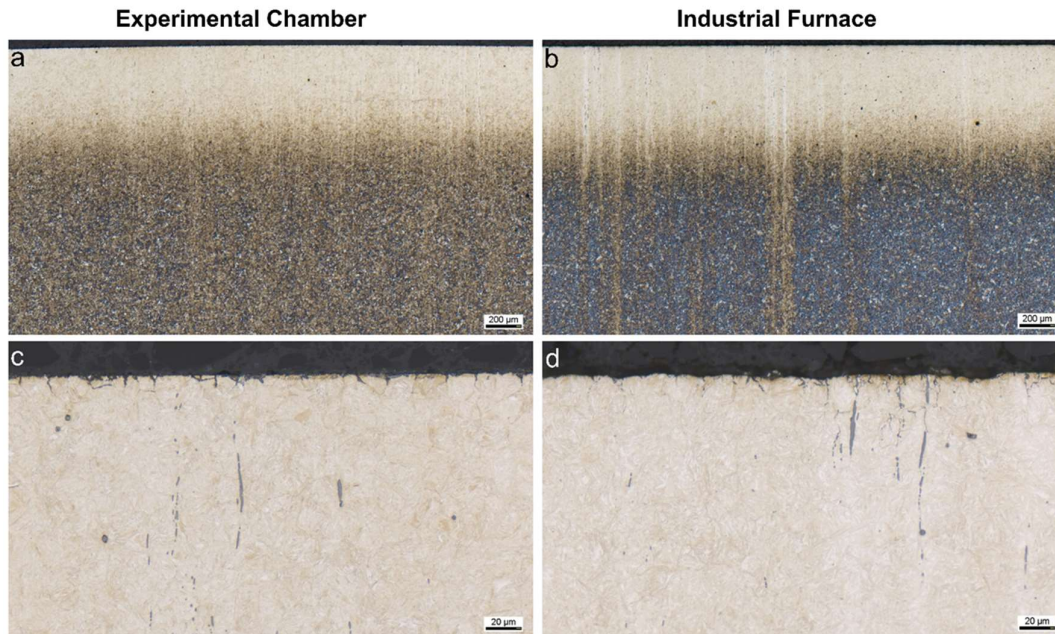 Experimental Chamber
Industrial Furnace
a
b
200 µm
200 µm
c
d
20 µm
20 µm